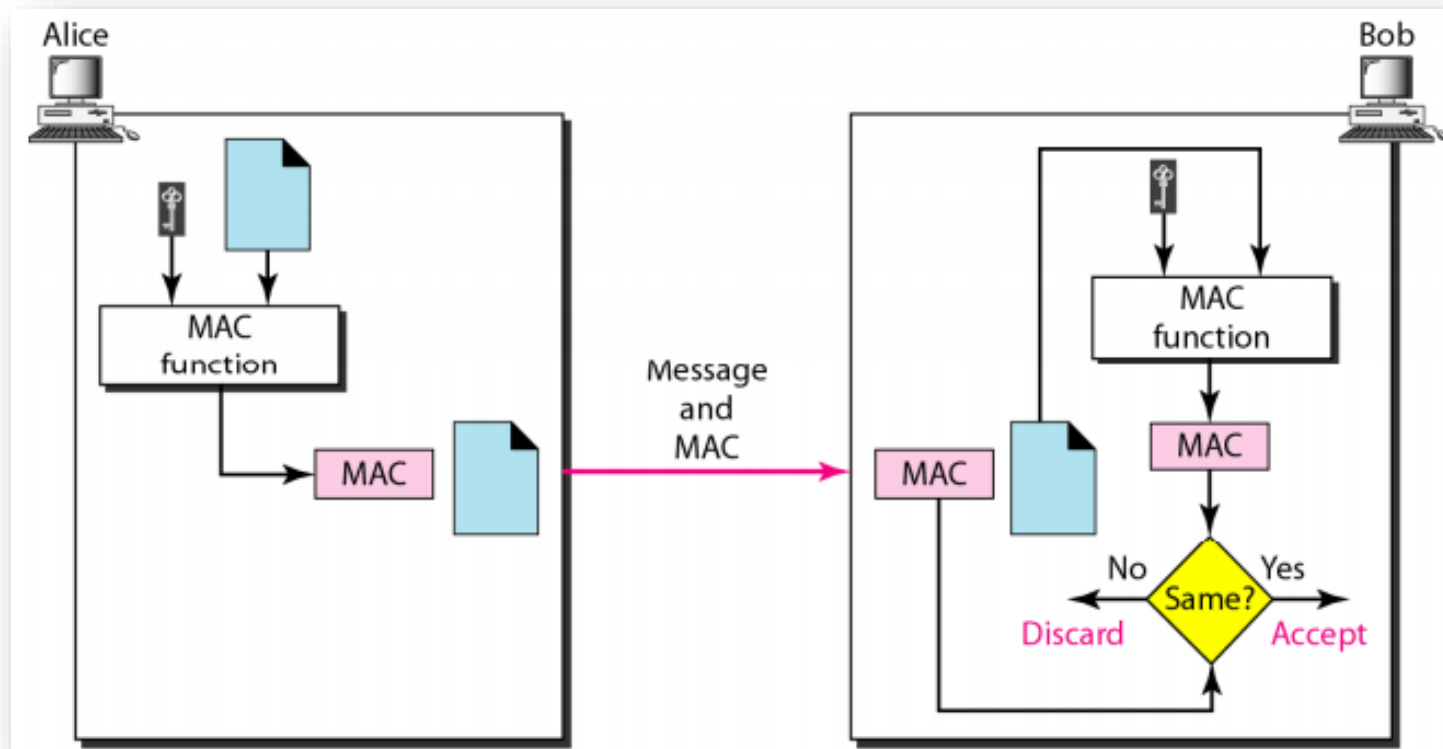 Alice
Bob
MAC
function
MAC
Message
and
MAC
MAC
MAC
function
MAC
Same?
No
Yes
Discard
Accept